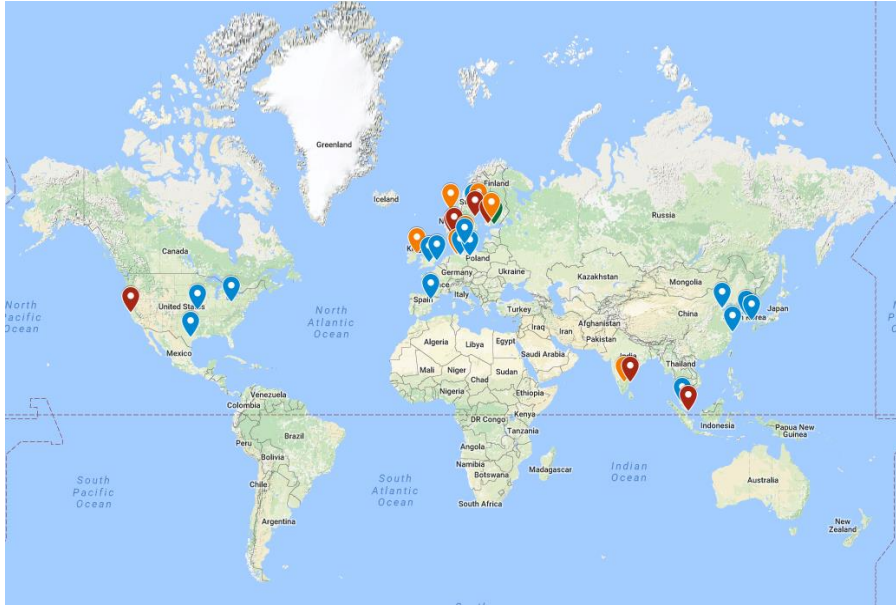 Greenland
Iceland
Finland
Russia
Canada
Poland
Germany
Ukraine
Kazakhstan
Mongolia
North
Pacific
Ocean
United States
North
Atlantic
Ocean
Spain
Italy
Turkey
China
Japan
Mexico
Algeria
Libya
Egypt
Iraq
Iran
Afghanistan
Pakistan
Saudi Arabia
India
Thailand
Mali
Niger
Chad
Sudan
Nigeria
Ethiopia
Venezuela
Colombia
DR Congo
Kenya
Tanzania
Indonesia
Papua New
Guinea
Peru
Brazil
Bolivia
Angola
Namibia
Botswana
Madagascar
South
Pacific
Ocean
South
Atlantic
Ocean
Indian
Ocean
Chile
Argentina
South Africa
Australia
New
Zealand